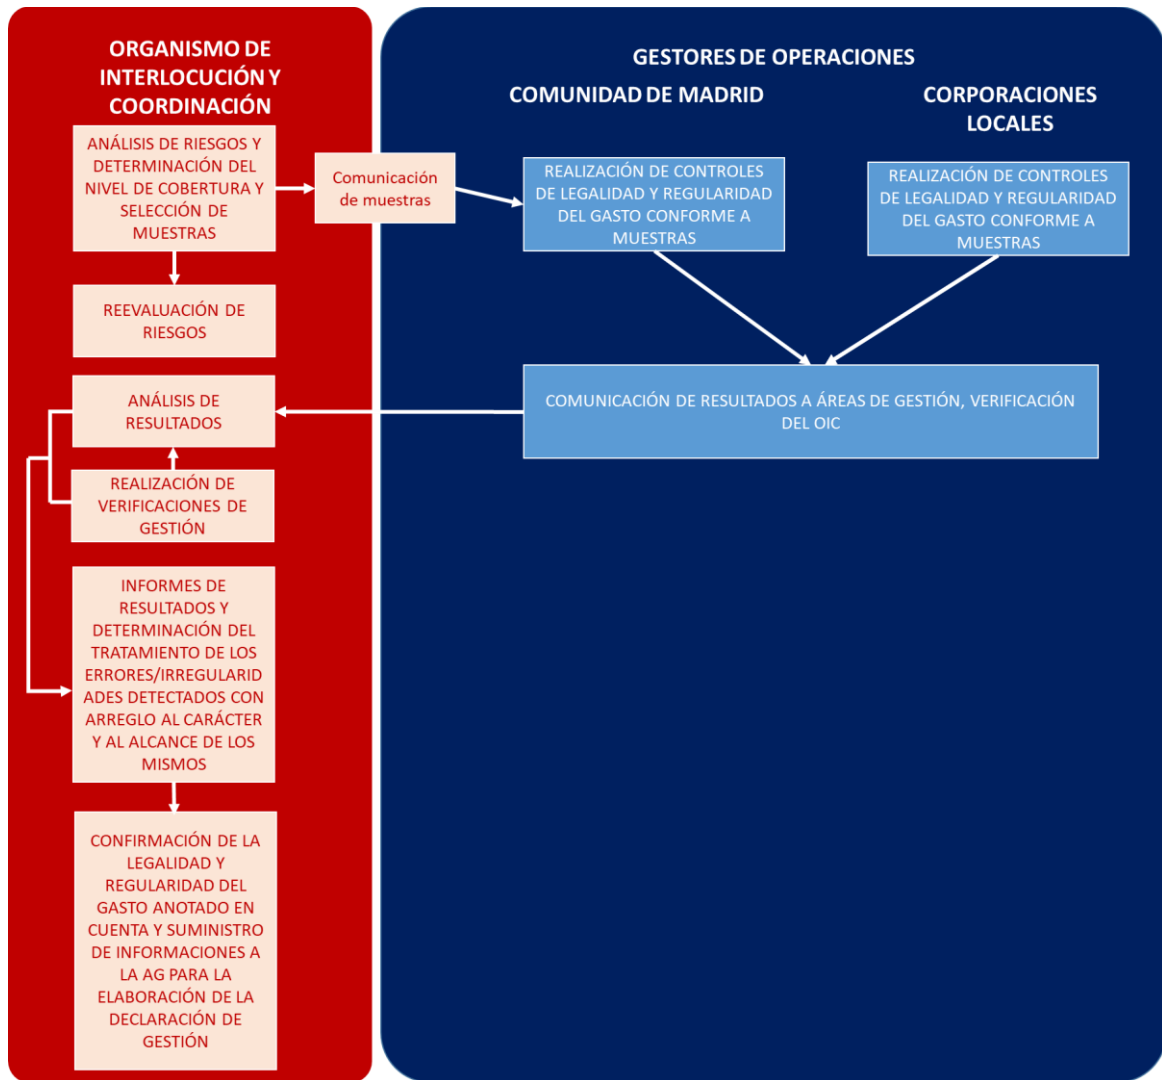 ORGANISMO DE
INTERLOCUCIÓN Y
COORDINACIÓN
ANÁLISIS DE RIESGOS Y
DETERMINACIÓN DEL
NIVEL DE COBERTURA Y
SELECCIÓN DE
MUESTRAS
REEVALUACIÓN DE
RIESGOS
ANÁLISIS DE
RESULTADOS
REALIZACIÓN DE
VERIFICACIONES DE
GESTIÓN
INFORMES DE
RESULTADOS Y
DETERMINACIÓN DEL
TRATAMIENTO DE LOS
ERRORES/IRREGULARID
ADES DETECTADOS CON
ARREGLO AL CARÁCTER
Y AL ALCANCE DE LOS
MISMOS
CONFIRMACIÓN DE LA
LEGALIDAD Y
REGULARIDAD DEL
GASTO ANOTADO EN
CUENTA Y SUMINISTRO
DE INFORMACIONES A
LA AG PARA LA
ELABORACIÓN DE LA
DECLARACIÓN DE
GESTIÓN
Comunicación
de muestras
GESTORES DE OPERACIONES
COMUNIDAD DE MADRID
REALIZACIÓN DE CONTROLES
DE LEGALIDAD Y REGULARIDAD
DEL GASTO CONFORME A
MUESTRAS
CORPORACIONES
LOCALES
REALIZACIÓN DE CONTROLES
DE LEGALIDAD Y REGULARIDAD
DEL GASTO CONFORME A
MUESTRAS
COMUNICACIÓN DE RESULTADOS A ÁREAS DE GESTIÓN, VERIFICACIÓN
DEL OIC